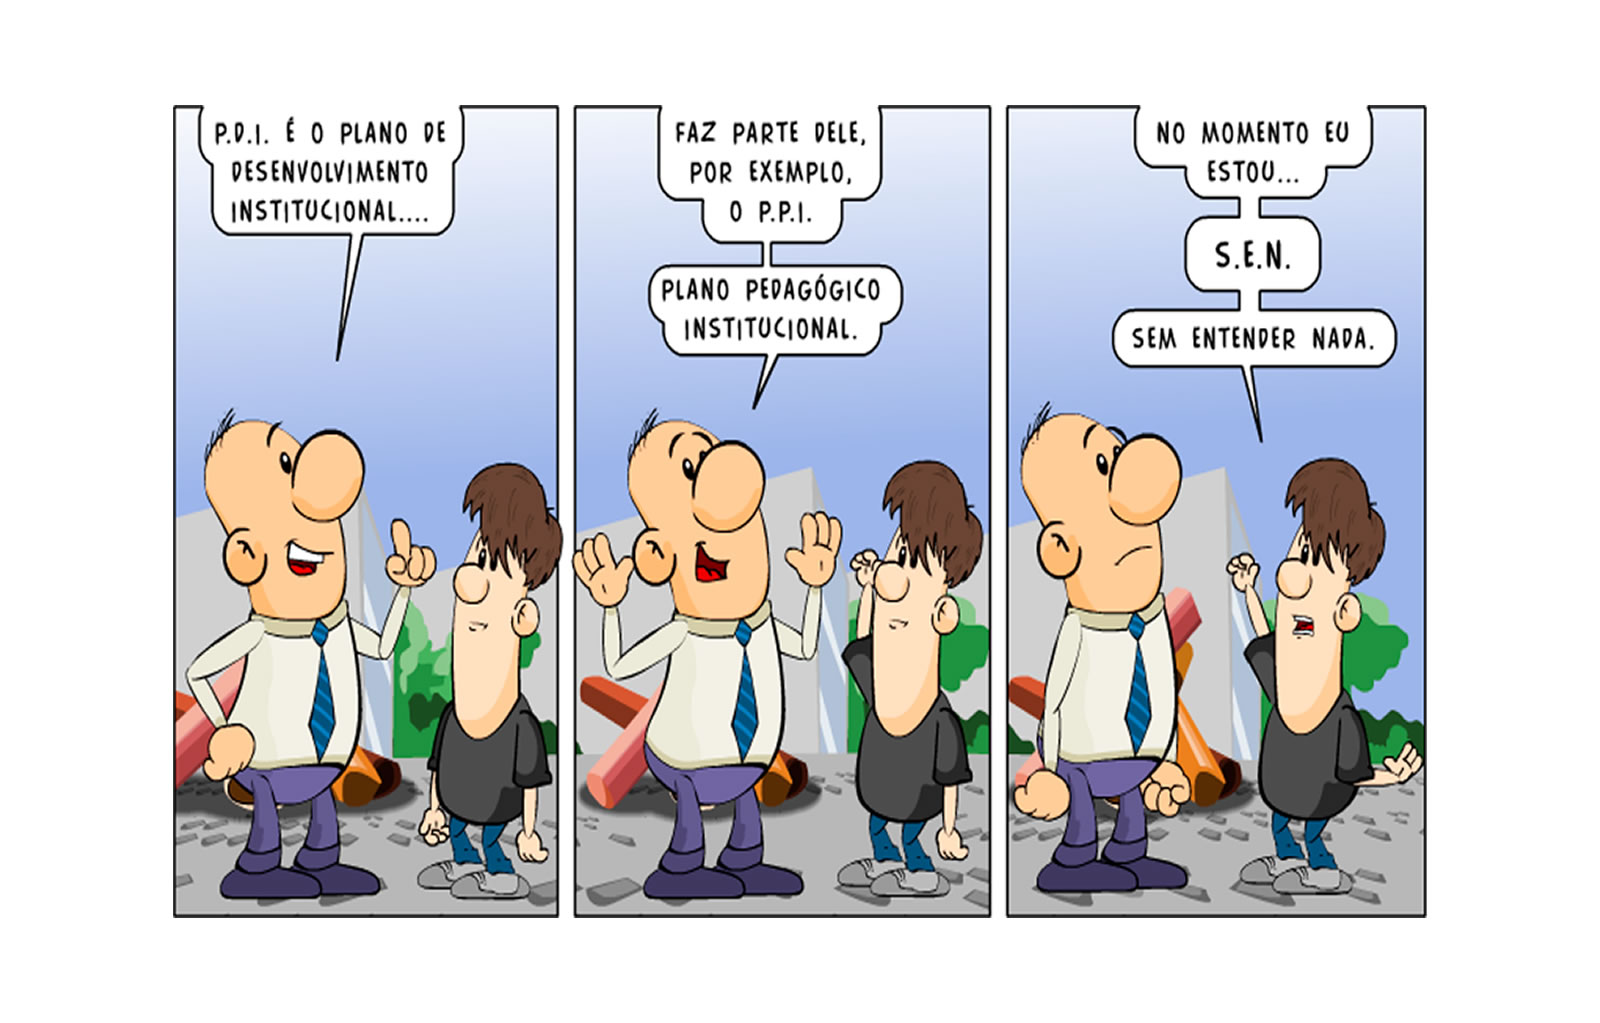 P.D.I. É O PLANO DE
DESENVOLVIMENTO
INSTITUCIONAL....
FAZ PARTE DELE,
POR EXEMPLO,
O P.P.I.
PLANO PEDAGÓGICO
INSTITUCIONAL.
NO MOMENTO EU
ESTOU...
S.E.N.
SEM ENTENDER NADA.